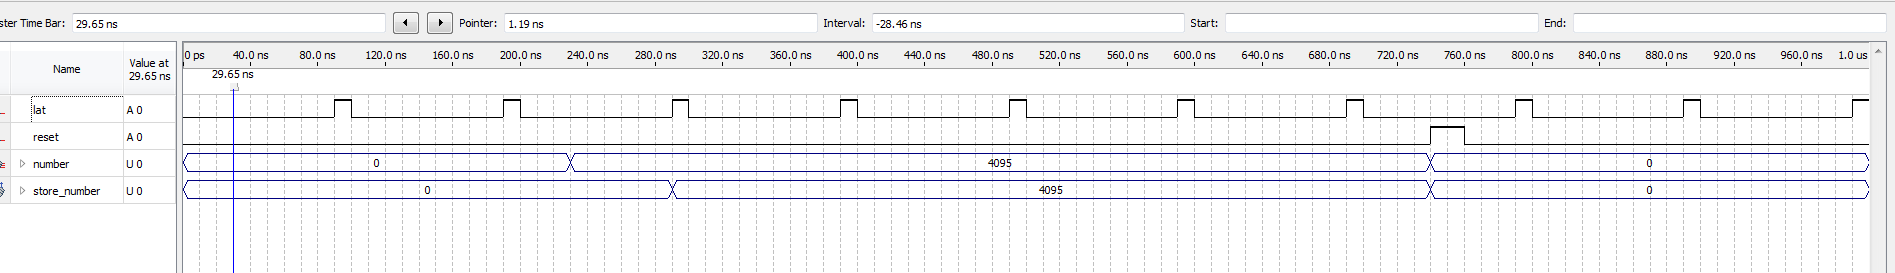 ster Time Bar: 29.65 ns Pointer: 1.19 ns Interval: -28.46 ns Start: End:
Name Value at 29.65 ns
0 ps 40.0 ns 80.0 ns 120.0 ns 160.0 ns 200.0 ns 240.0 ns 280.0 ns 320.0 ns 360.0 ns 400.0 ns 440.0 ns 480.0 ns 520.0 ns 560.0 ns 600.0 ns 640.0 ns 680.0 ns 720.0 ns 760.0 ns 800.0 ns 840.0 ns 880.0 ns 920.0 ns 960.0 ns 1.0 us
29.65 ns
lat A 0
reset A 0
number U 0 0 4095 0
store_number U 0 0 4095 0